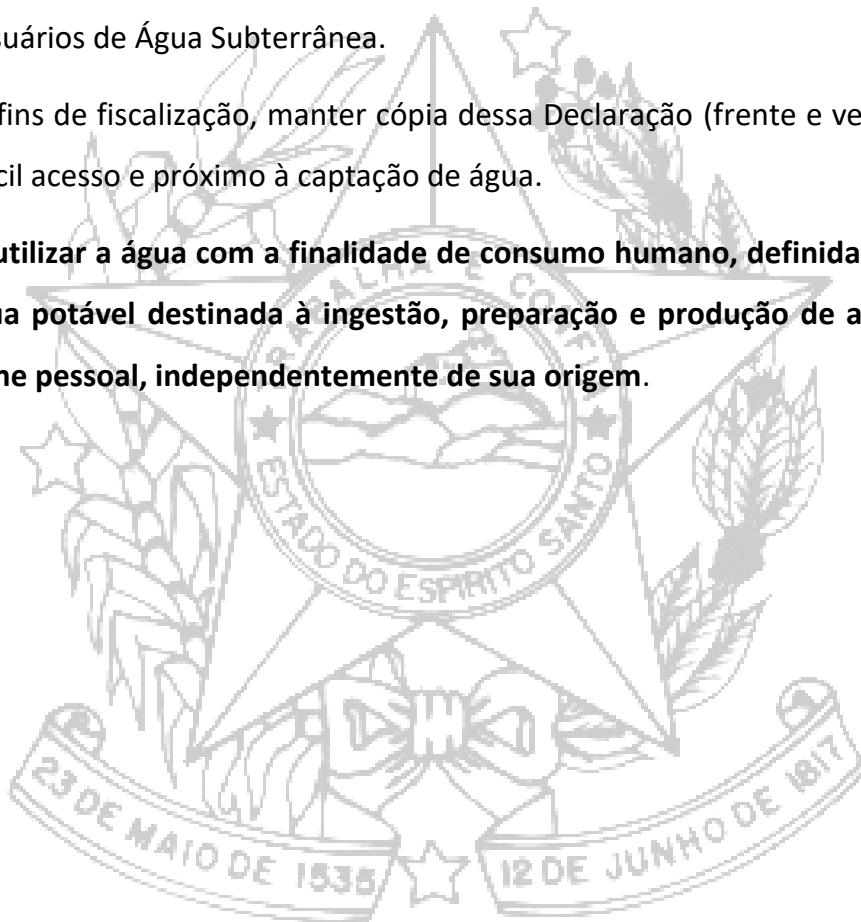 suários de Água Subterrânea.
fins de fiscalização, manter cópia dessa Declaração (frente e ve
cil acesso e próximo à captação de água.
utilizar a água com a finalidade de consumo humano, definida
ua potável destinada à ingestão, preparação e produção de a
ne pessoal, independentemente de sua origem.
TRABALHA E CONFIA
ESTADO DO ESPIRITO SANTO
23 DE MAIO DE 1535
12 DE JUNHO DE 1817